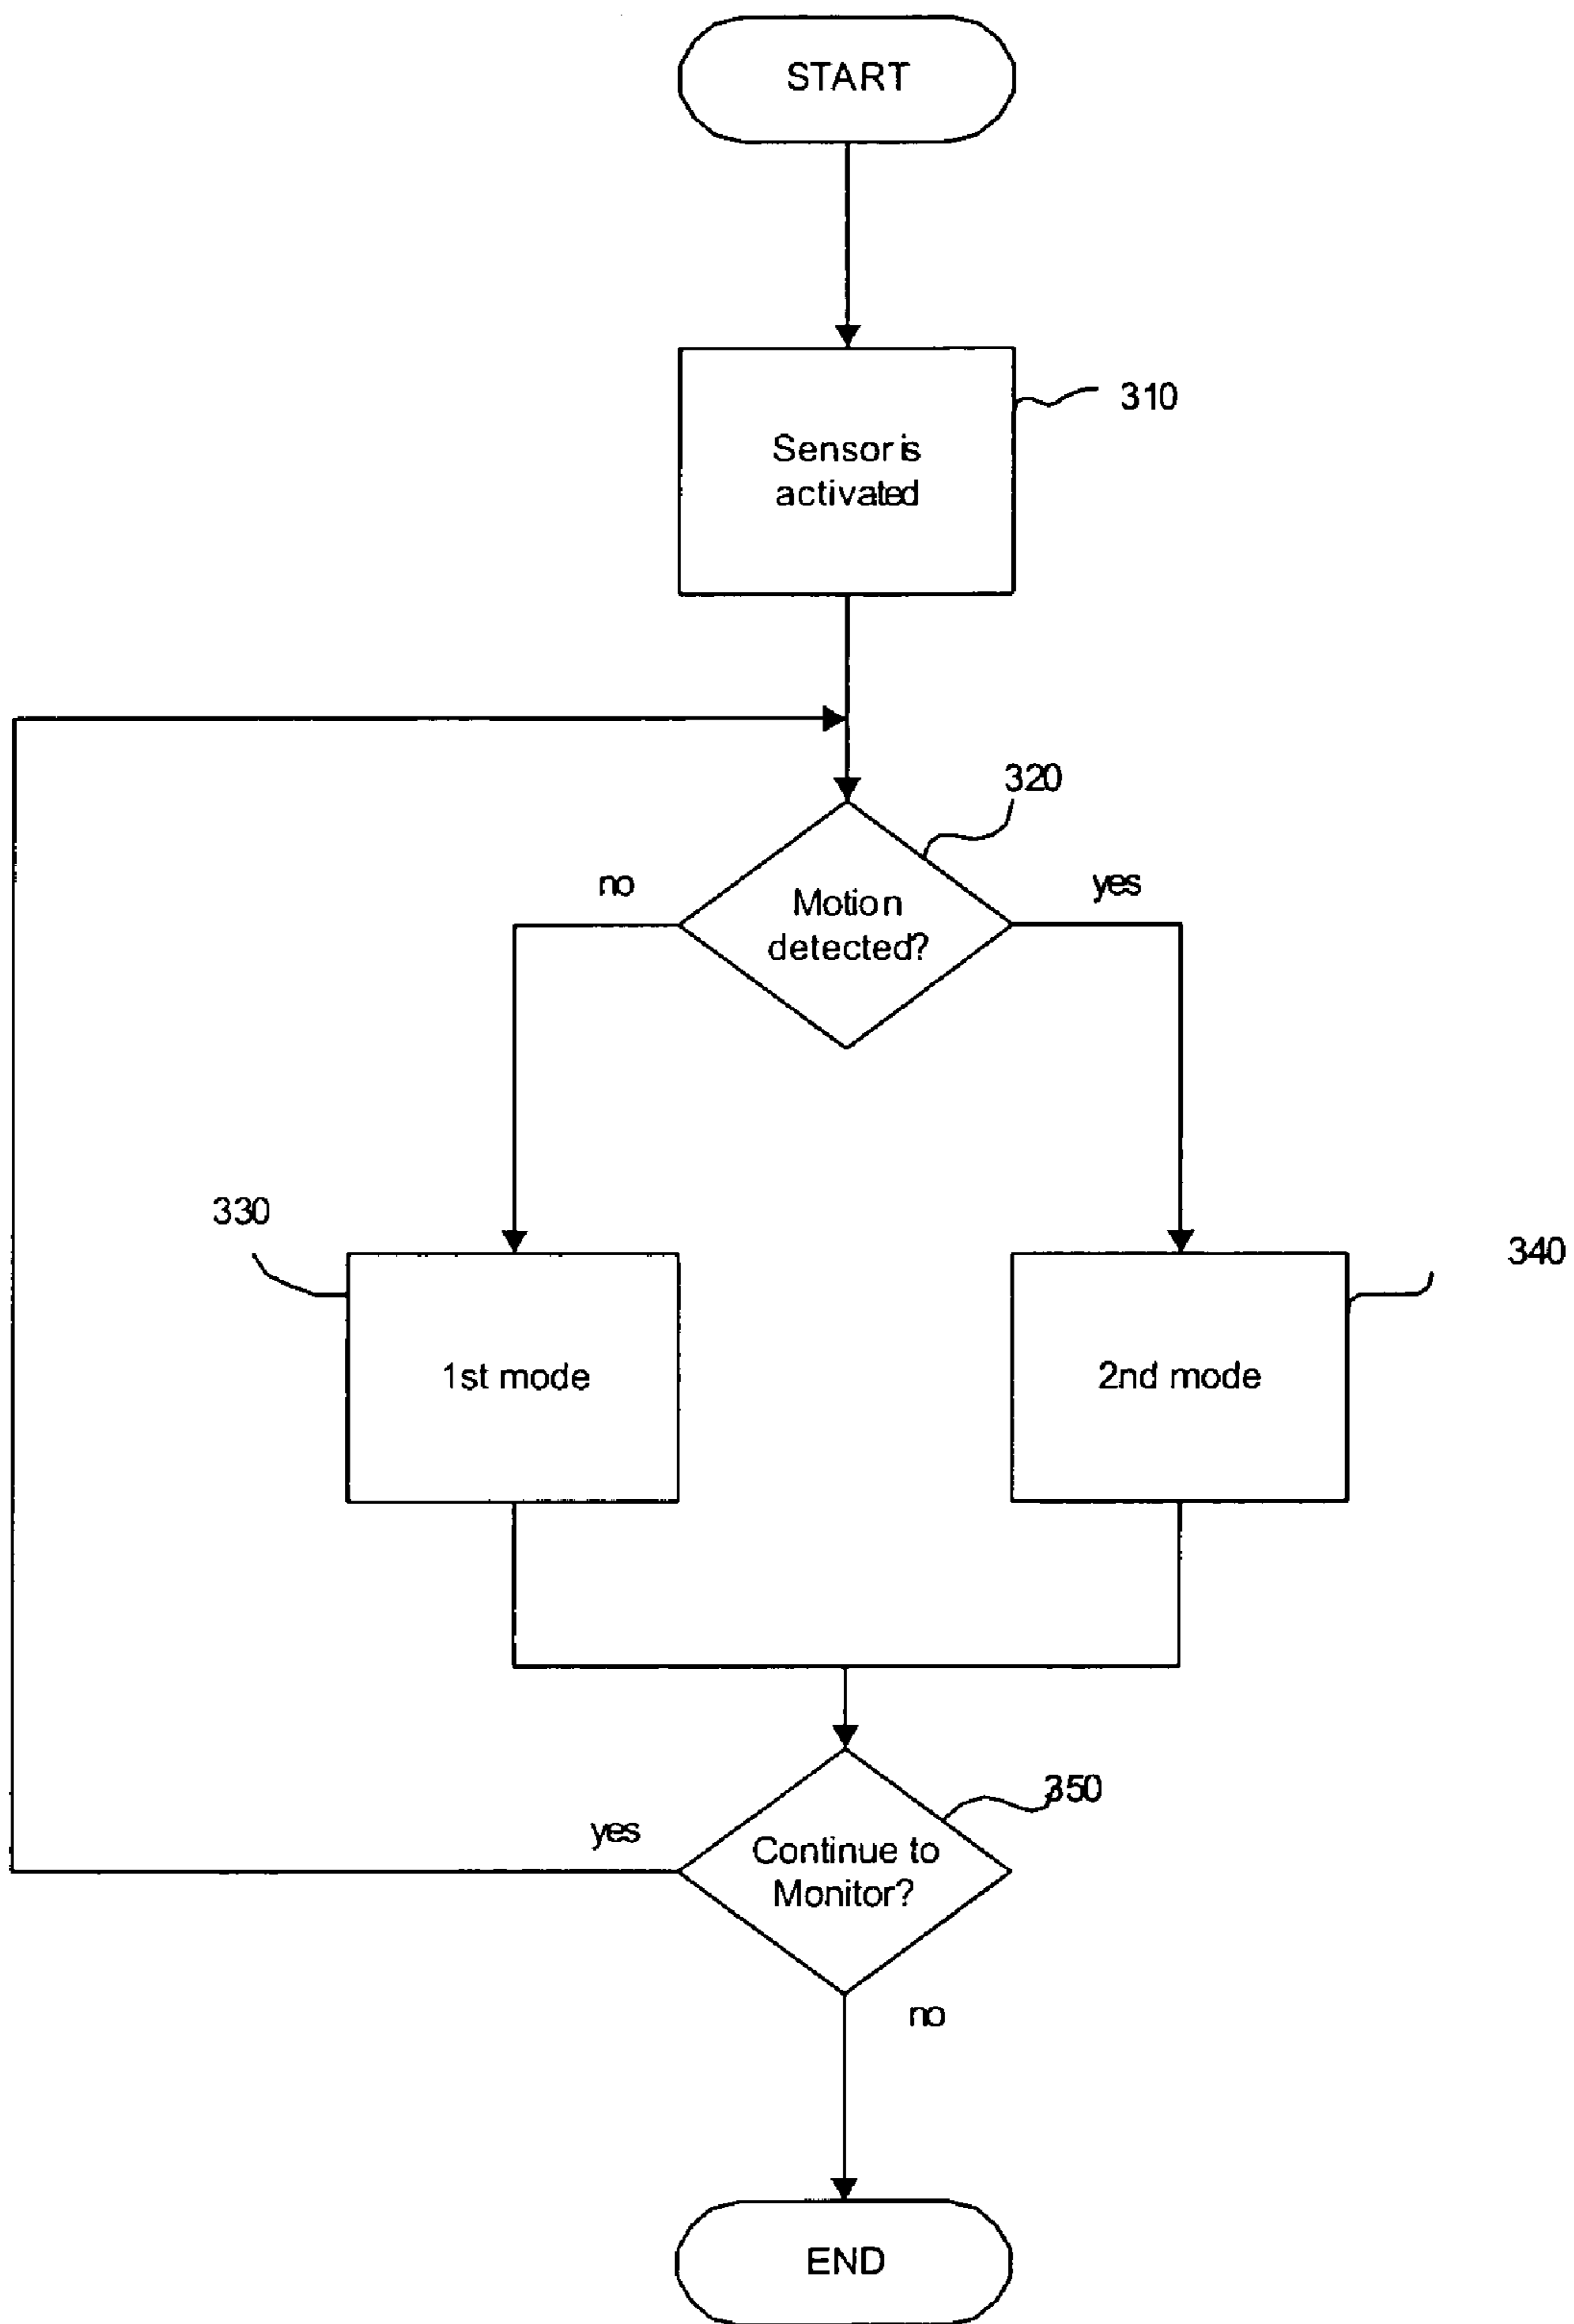 START
310
Sensor is
activated
320
no
yes
Motion
detected?
330
340
1st mode
2nd mode
350
yes
Continue to
Monitor?
no
END